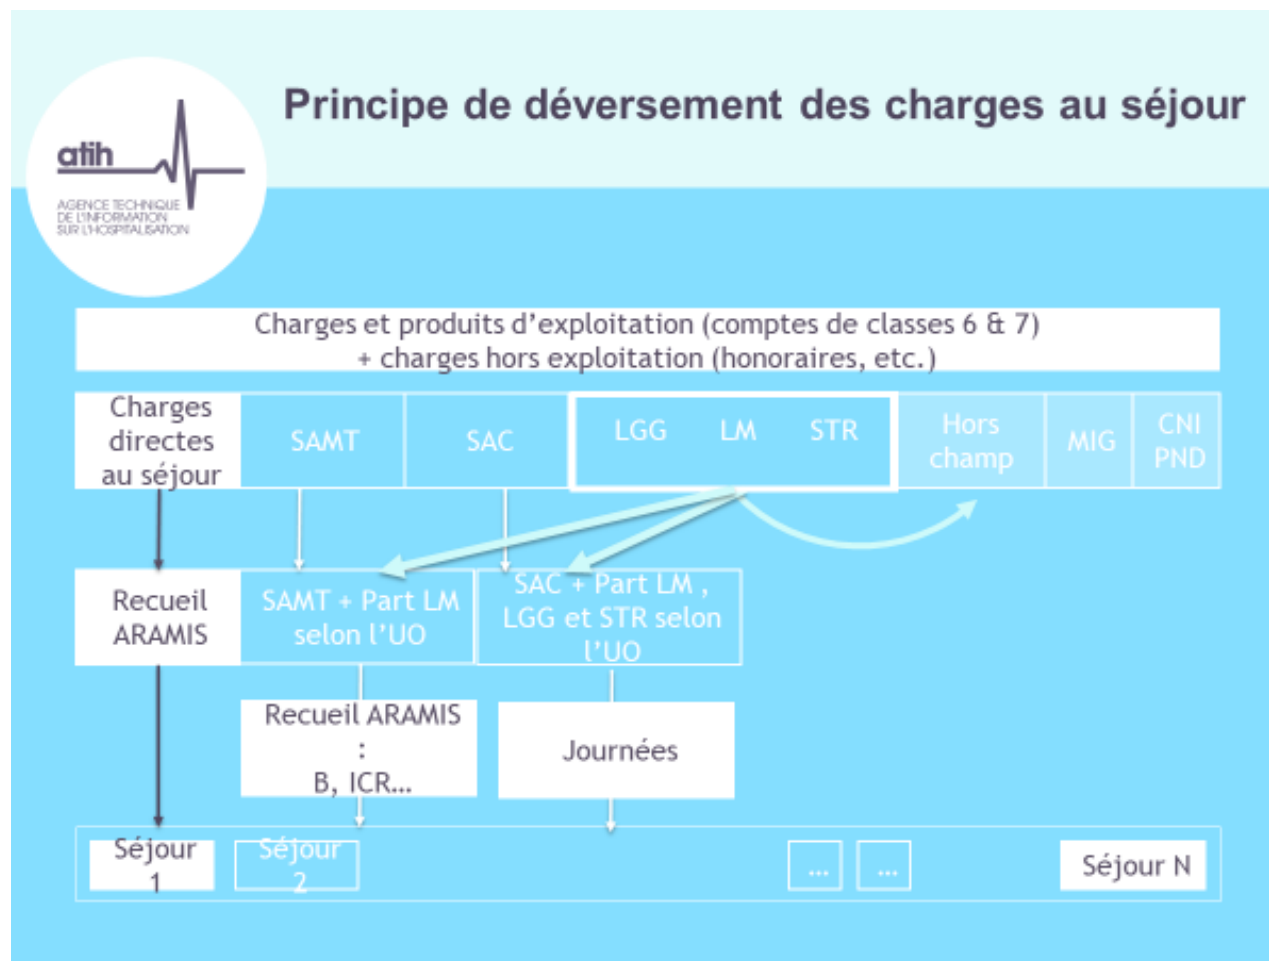 Principe de déversement des charges au séjour
atih
AGENCE TECHNIQUE
DE L'INFORMATION
SUR L'HOSPITALISATION
Charges et produits d'exploitation (comptes de classes 6 & 7)
+ charges hors exploitation (honoraires, etc.)
Charges
directes
au séjour
SAMT
SAC
LGG LM STR
Hors
champ
MIG
CNI
PND
Recueil
ARAMIS
SAMT + Part LM
selon l'UO
SAC + Part LM ,
LGG et STR selon
l'UO
Recueil ARAMIS
:
B, ICR…
Journées
Séjour
1
Séjour
2
…
…
Séjour N